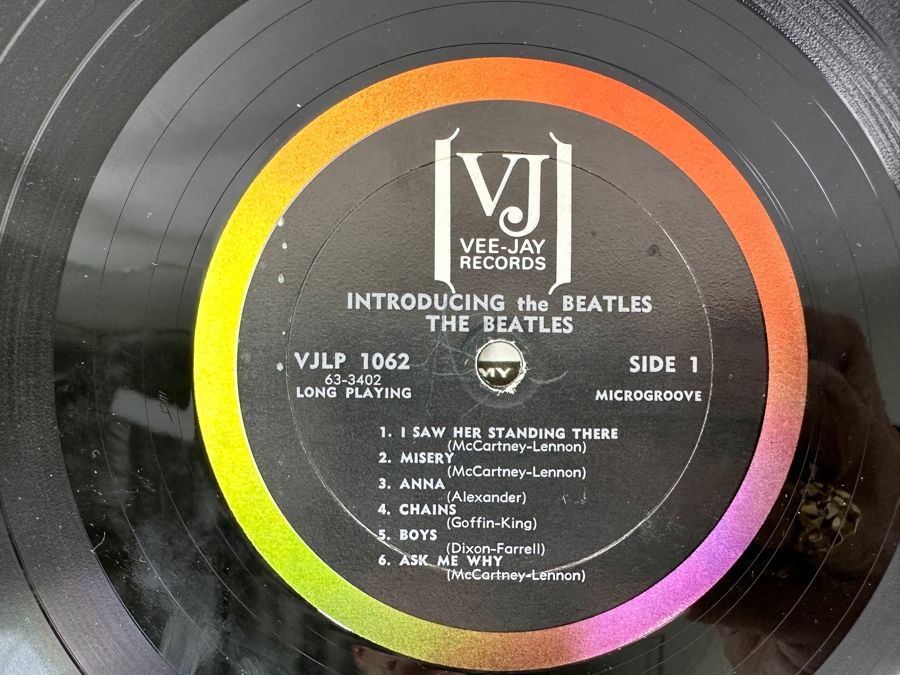 VJ
VEE-JAY
RECORDS
INTRODUCING the BEATLES
THE BEATLES
VJLP 1062
SIDE 1
63-3402
LONG PLAYING
MICROGROOVE
1. I SAW HER STANDING THERE
(McCartney-Lennon)
2. MISERY
(McCartney-Lennon)
3. ANNA
(Alexander)
4. CHAINS
(Goffin-King)
5. BOYS
(Dixon-Farrell)
6. ASK ME WHY
(McCartney-Lennon)